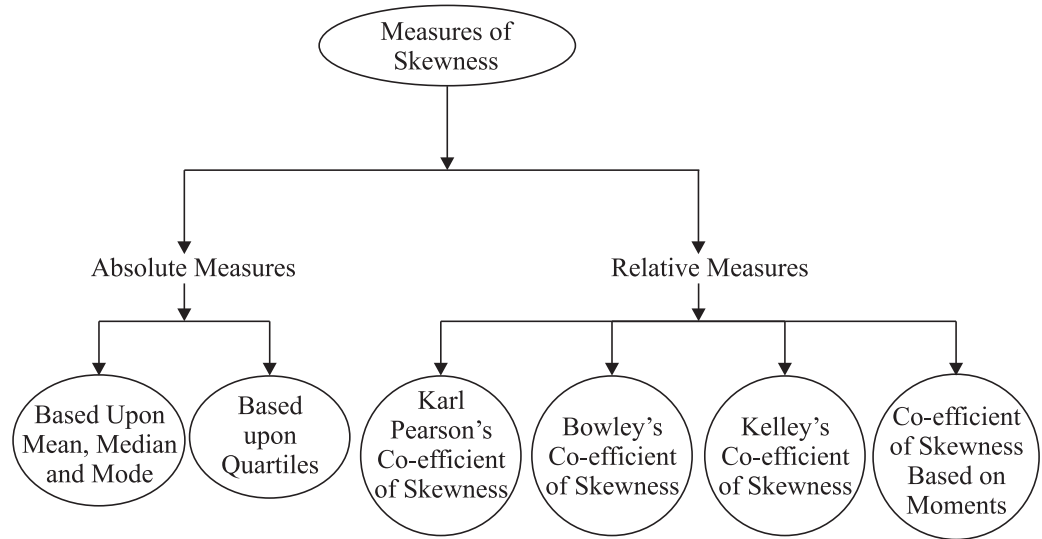 Measures of
Skewness
Absolute Measures
Relative Measures
Based Upon
Mean, Median
and Mode
Based
upon
Quartiles
Karl
Pearson's
Co-efficient
of Skewness
Bowley's
Co-efficient
of Skewness
Kelley's
Co-efficient
of Skewness
Co-efficient
of Skewness
Based on
Moments